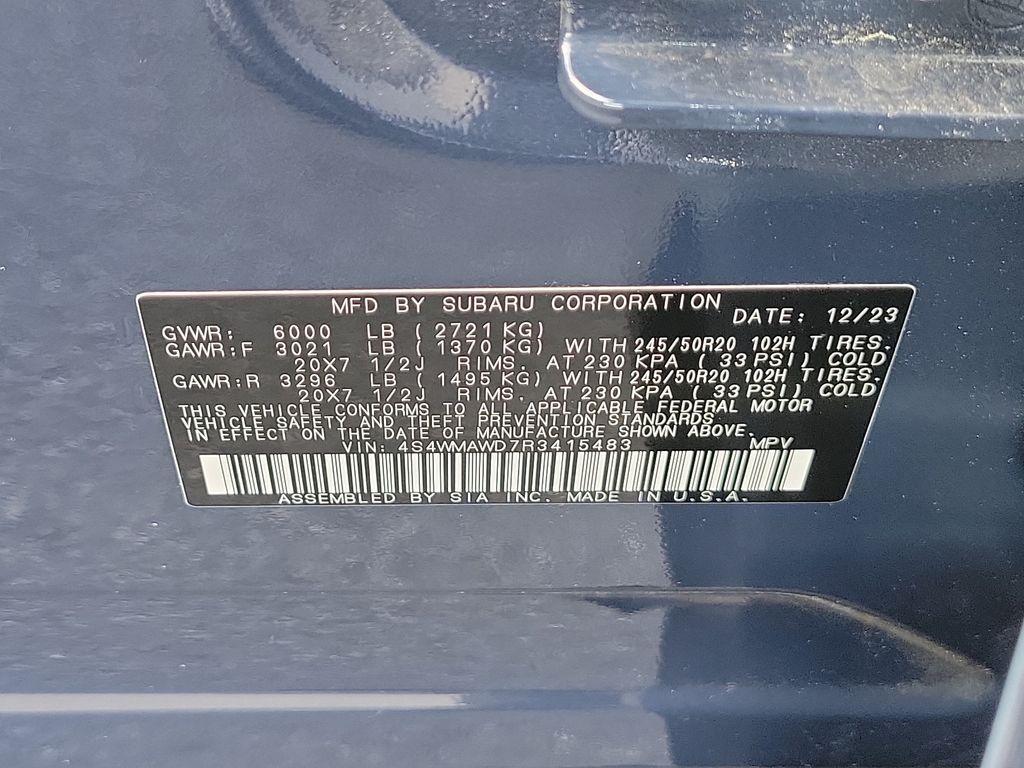 MFD BY SUBARU CORPORATION
DATE: 12/23
GVWR: 6000 LB ( 2721 KG)
GAWR:F 3021 LB ( 1370 KG) WITH 245/50R20 102H TIRES.
20X7 1/2J RIMS. AT 230 KPA ( 33 PSI) COLD
GAWR:R 3296 LB ( 1495 KG) WITH 245/50R20 102H TIRES.
20X7 1/2J RIMS. AT 230 KPA ( 33 PSI) COLD
THIS VEHICLE CONFORMS TO ALL APPLICABLE FEDERAL MOTOR
VEHICLE SAFETY AND THEFT PREVENTION STANDARDS
IN EFFECT ON THE DATE OF MANUFACTURE SHOWN ABOVE.
VIN: 4S4WMAWD7R3415483 MPV
ASSEMBLED BY SIA INC. MADE IN U.S.A.